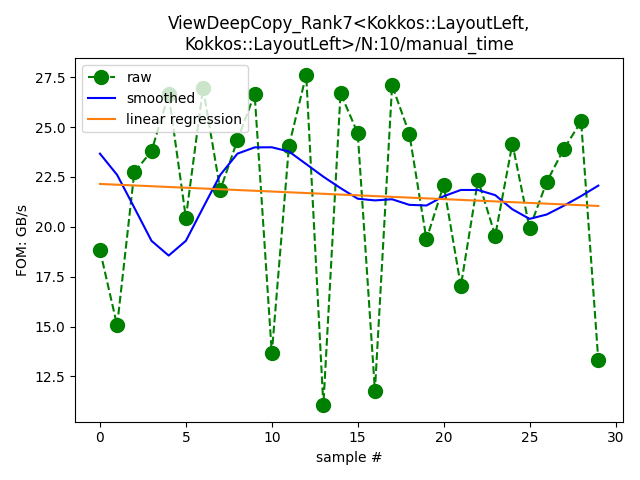 ViewDeepCopy_Rank7<Kokkos::LayoutLeft,
Kokkos::LayoutLeft>/N:10/manual_time
raw
smoothed
linear regression
FOM: GB/s
27.5
25.0
22.5
20.0
17.5
15.0
12.5
0
5
10
15
20
25
30
sample #